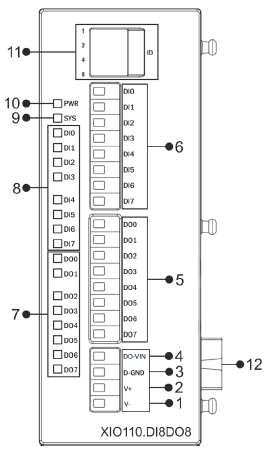 11
1
2
4
8
ID
10
PWR
9
SYS
8
DI0
DI1
DI2
DI3
DI4
DI5
DI6
DI7
7
DO0
DO1
DO2
DO3
DO4
DO5
DO6
DO7
DI0
DI1
DI2
DI3
DI4
DI5
DI6
DI7
6
DO0
DO1
DO2
DO3
DO4
DO5
DO6
DO7
5
DO-VIN
4
D-GND
3
V+
2
V-
1
12
XIO110.DI8DO8